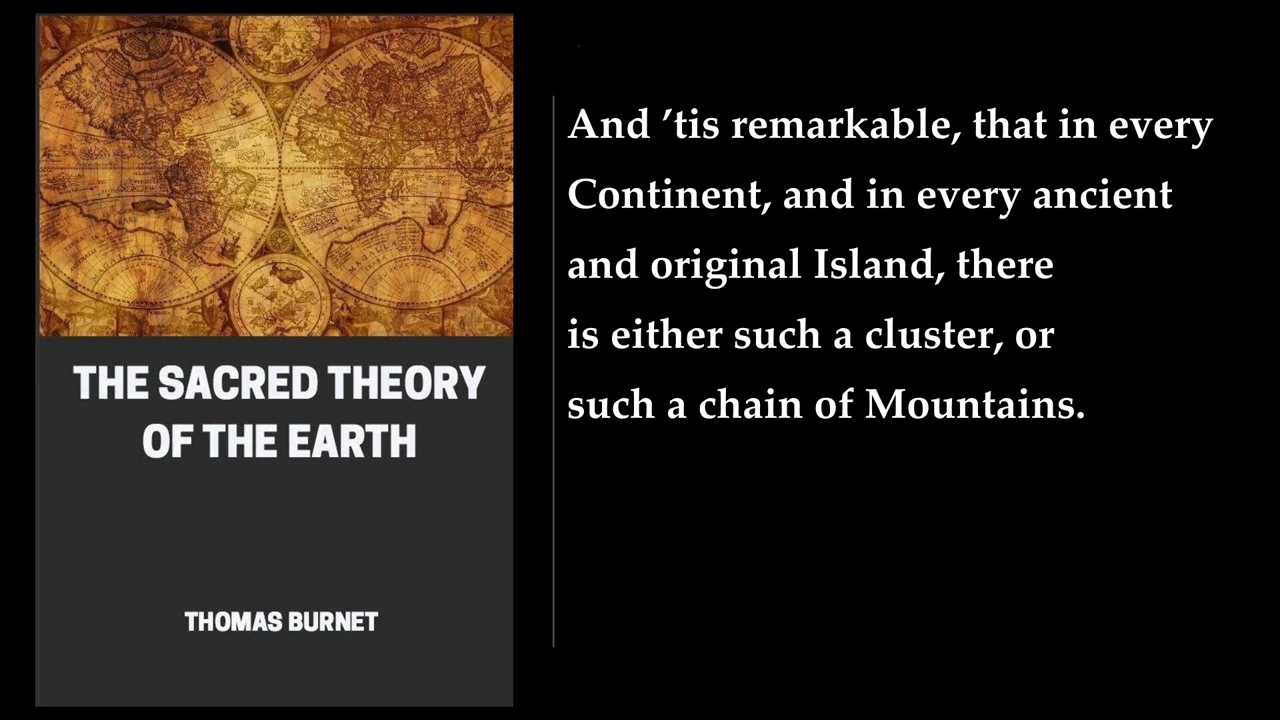 THE SACRED THEORY
OF THE EARTH
THOMAS BURNET
And ’tis remarkable, that in every
Continent, and in every ancient
and original Island, there
is either such a cluster, or
such a chain of Mountains.